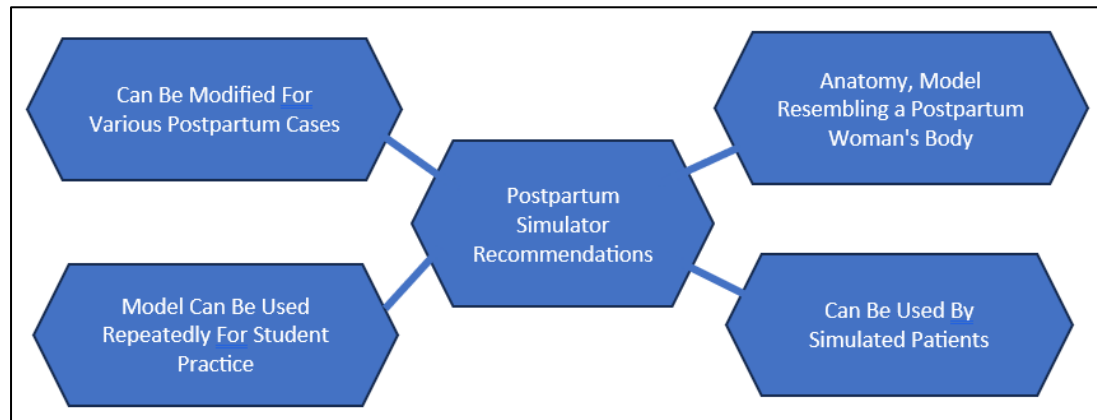 Can Be Modified For
Various Postpartum Cases
Anatomy, Model
Resembling a Postpartum
Woman's Body
Postpartum
Simulator
Recommendations
Model Can Be Used
Repeatedly For Student
Practice
Can Be Used By
Simulated Patients